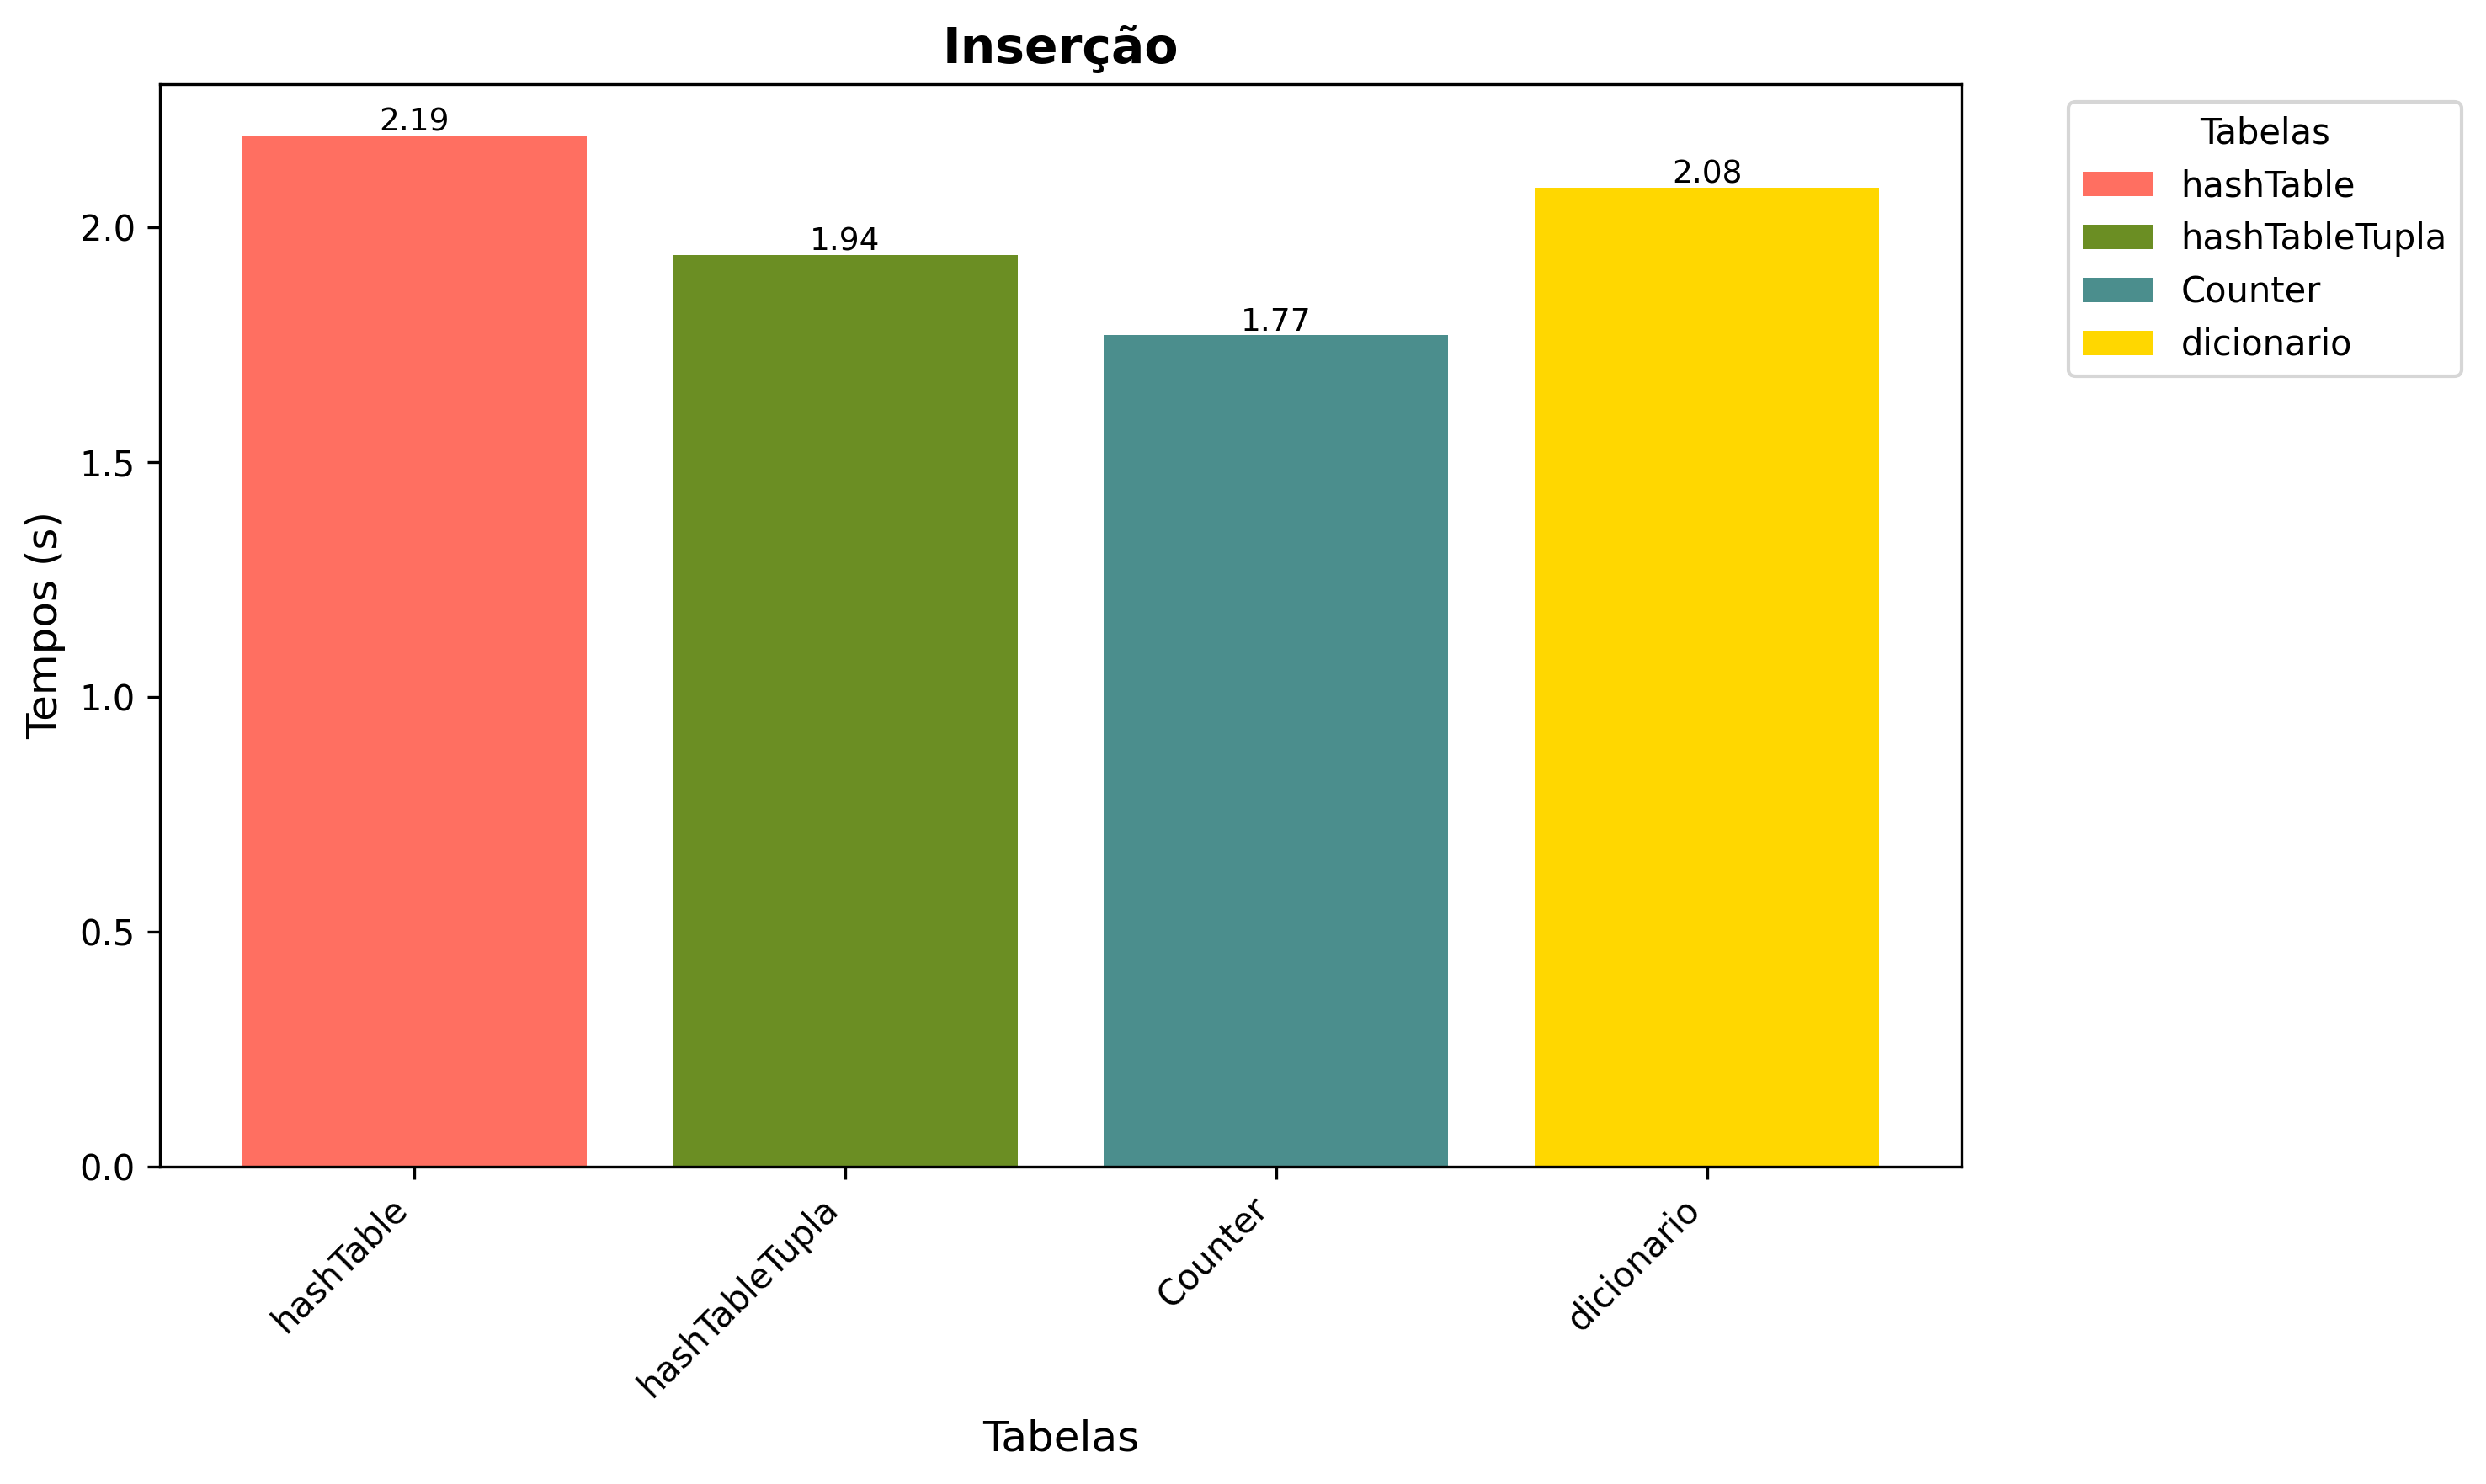 Inserção
2.19
1.94
1.77
2.08
Tempos (s)
2.0
1.5
1.0
0.5
0.0
hashTable
hashTableTupla
Counter
dicionario
Tabelas
Tabelas
hashTable
hashTableTupla
Counter
dicionario